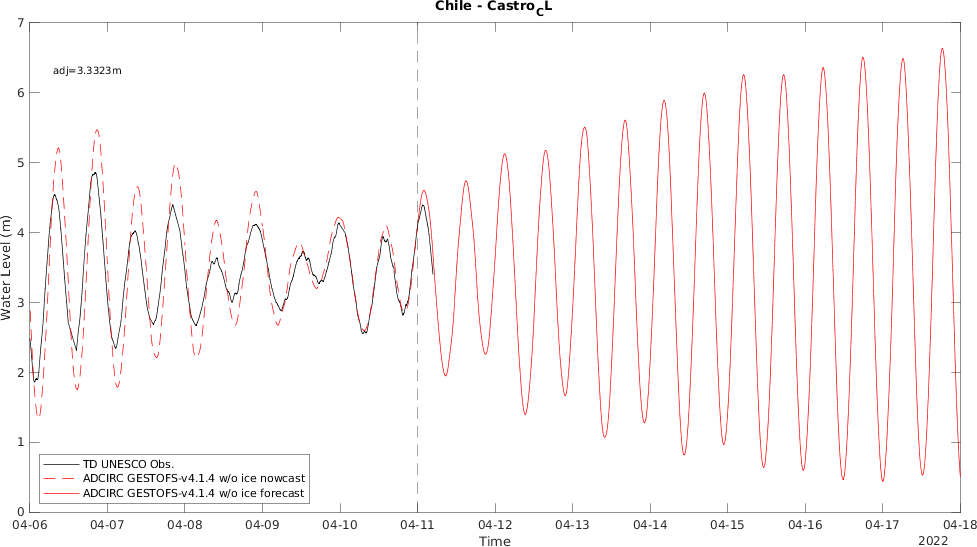 Chile - Castro_CL
7
adj=3.3323m
6
5
4
3
2
1
0
Water Level (m)
TD UNESCO Obs.
ADCIRC GESTOFS-v4.1.4 w/o ice nowcast
ADCIRC GESTOFS-v4.1.4 w/o ice forecast
04-06 04-07 04-08 04-09 04-10 04-11 04-12 04-13 04-14 04-15 04-16 04-17 04-18
Time
2022